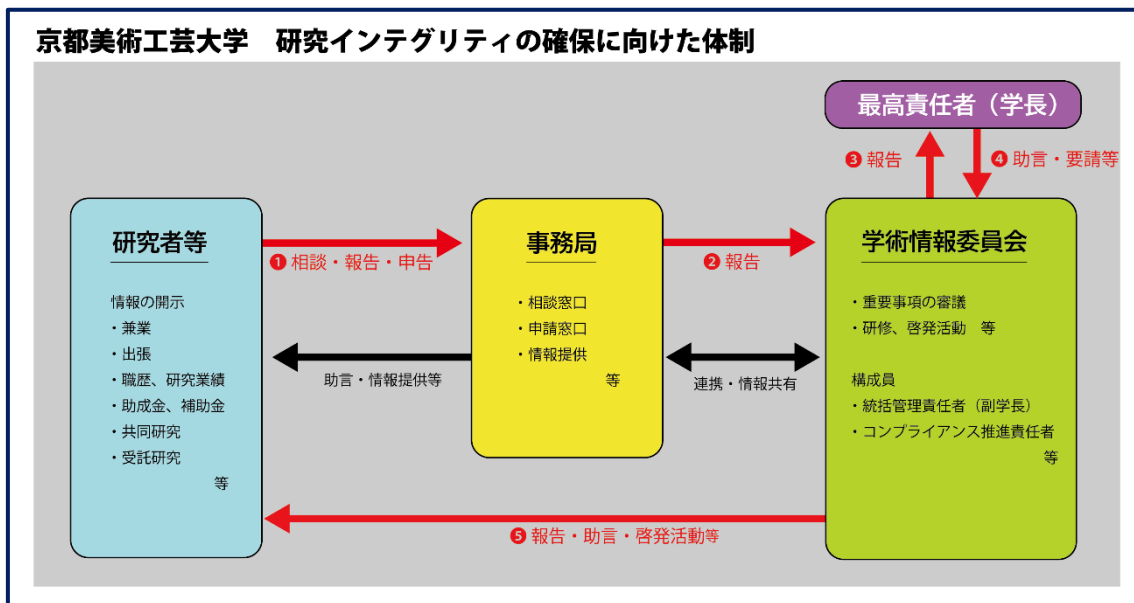 京都美術工芸大学　研究インテグリティの確保に向けた体制
最高責任者（学長）
❸ 報告
❹ 助言・要請等
研究者等
情報の開示
・兼業
・出張
・職歴、研究業績
・助成金、補助金
・共同研究
・受託研究
等
❶ 相談・報告・申告
助言・情報提供等
事務局
・相談窓口
・申請窓口
・情報提供
等
❷ 報告
連携・情報共有
学術情報委員会
・重要事項の審議
・研修、啓発活動　等
構成員
・統括管理責任者（副学長）
・コンプライアンス推進責任者
等
❺ 報告・助言・啓発活動等